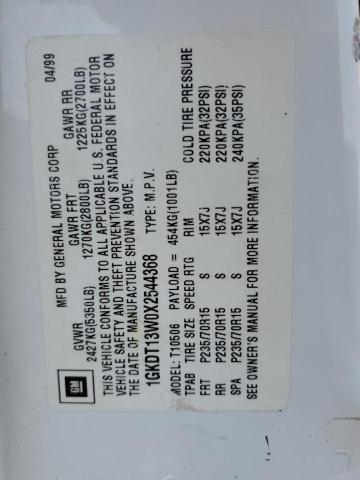 GM
MFD BY GENERAL MOTORS CORP 04/99
GVWR GAWR FRT GAWR RR
2427KG(5350LB) 1270KG(2800LB) 1225KG(2700LB)
THIS VEHICLE CONFORMS TO ALL APPLICABLE U.S. FEDERAL MOTOR
VEHICLE SAFETY AND THEFT PREVENTION STANDARDS IN EFFECT ON
THE DATE OF MANUFACTURE SHOWN ABOVE.
1GKDT13W0X2544368 TYPE: M.P.V.
MODEL: T10506 PAYLOAD = 454KG(1001LB)
TPAB TIRE SIZE SPEED RTG RIM COLD TIRE PRESSURE
FRT P235/70R15 S 15X7J 220KPA(32PSI)
RR P235/70R15 S 15X7J 220KPA(32PSI)
SPA P235/70R15 S 15X7J 240KPA(35PSI)
SEE OWNER'S MANUAL FOR MORE INFORMATION.